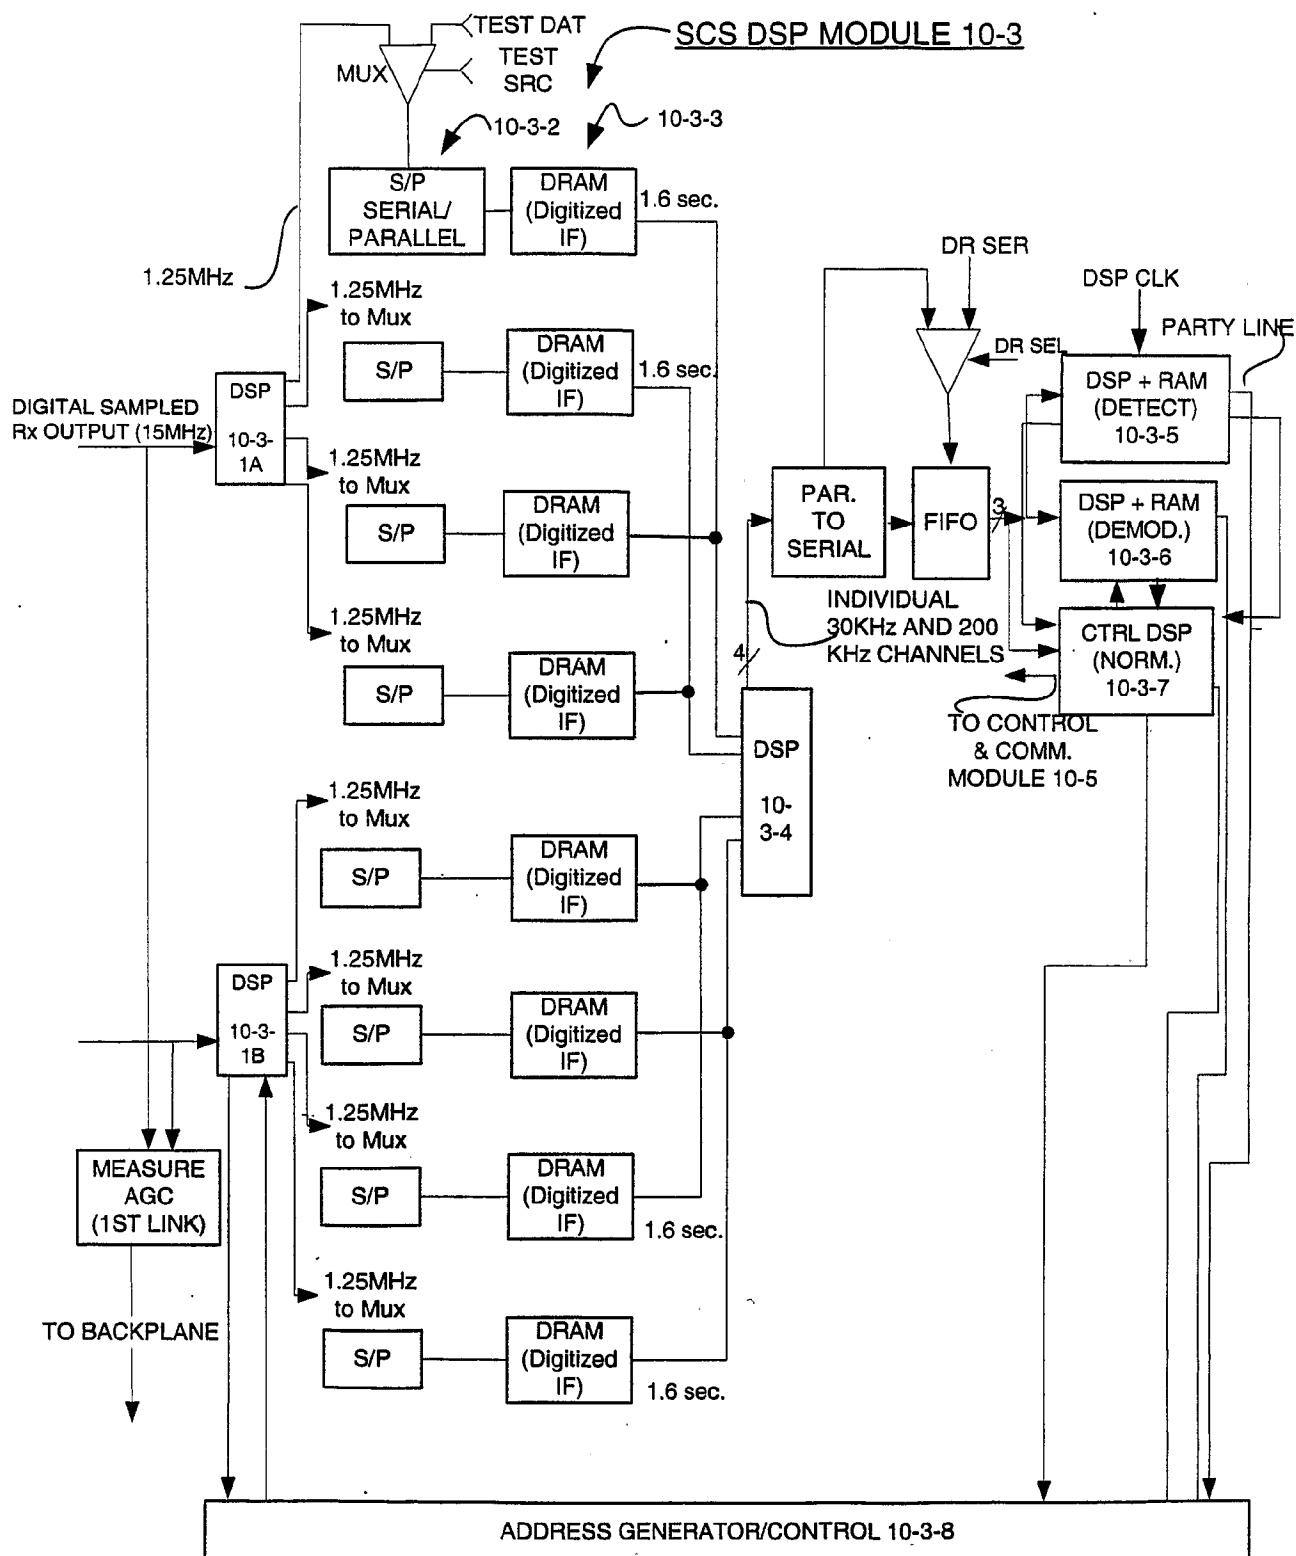 TEST DAT
SCS DSP MODULE 10-3
MUX
TEST
SRC
10-3-2
10-3-3
S/P
SERIAL/
PARALLEL
DRAM
(Digitized
IF)
1.6 sec.
1.25MHz
1.25MHz
to Mux
S/P
DRAM
(Digitized
IF)
1.6 sec.
DSP
10-3-
1A
DIGITAL SAMPLED
Rx OUTPUT (15MHz)
1.25MHz
to Mux
S/P
DRAM
(Digitized
IF)
1.25MHz
to Mux
S/P
DRAM
(Digitized
IF)
DR SER
DSP CLK
PARTY LINE
DR SEL
DSP + RAM
(DETECT)
10-3-5
PAR.
TO
SERIAL
FIFO
3
DSP + RAM
(DEMOD.)
10-3-6
INDIVIDUAL
30KHz AND 200
KHz CHANNELS
4
CTRL DSP
(NORM.)
10-3-7
TO CONTROL
& COMM.
MODULE 10-5
DSP
10-
3-4
1.25MHz
to Mux
S/P
DRAM
(Digitized
IF)
DSP
10-3-
1B
1.25MHz
to Mux
S/P
DRAM
(Digitized
IF)
1.25MHz
to Mux
S/P
DRAM
(Digitized
IF)
1.6 sec.
MEASURE
AGC
(1ST LINK)
1.25MHz
to Mux
S/P
DRAM
(Digitized
IF)
1.6 sec.
TO BACKPLANE
ADDRESS GENERATOR/CONTROL 10-3-8